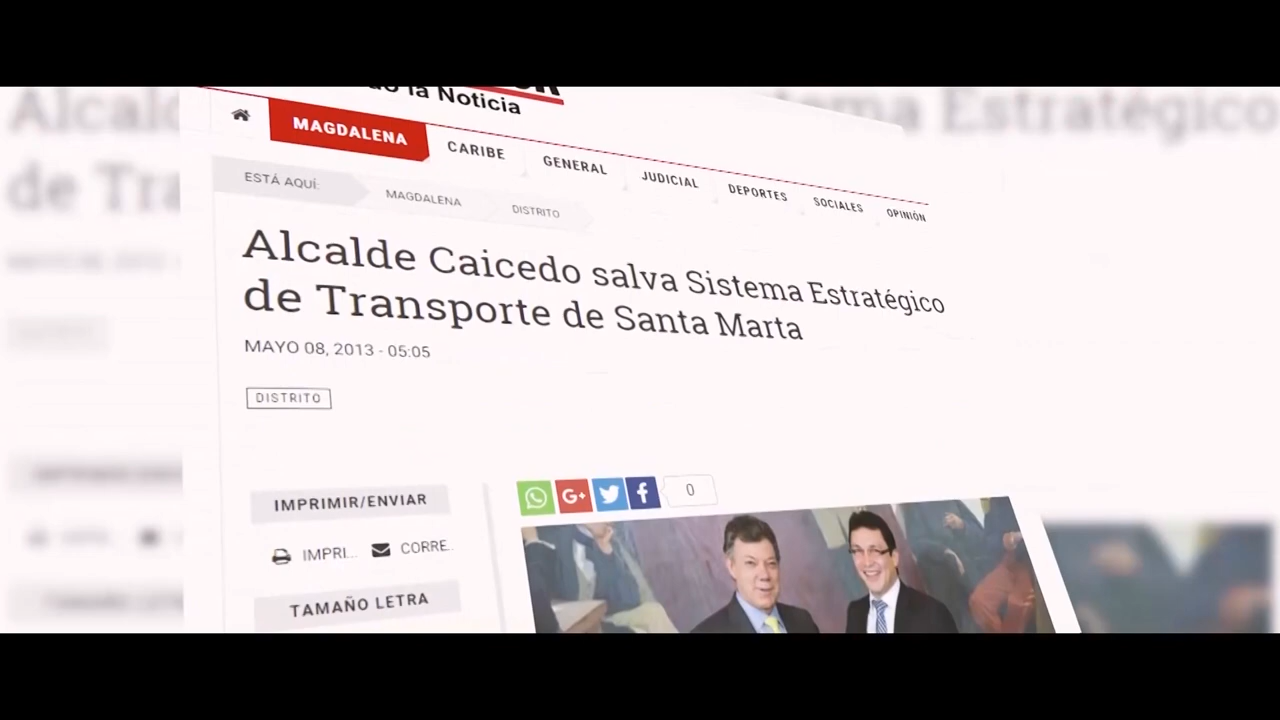 la Noticia
MAGDALENA
CARIBE
GENERAL
JUDICIAL
DEPORTES
SOCIALES
OPINIÓN
ESTÁ AQUÍ:
MAGDALENA
DISTRITO
Alcalde Caicedo salva Sistema Estratégico
de Transporte de Santa Marta
MAYO 08, 2013 - 05:05
DISTRITO
0
IMPRIMIR/ENVIAR
IMPRI...
CORRE..
TAMAÑO LETRA